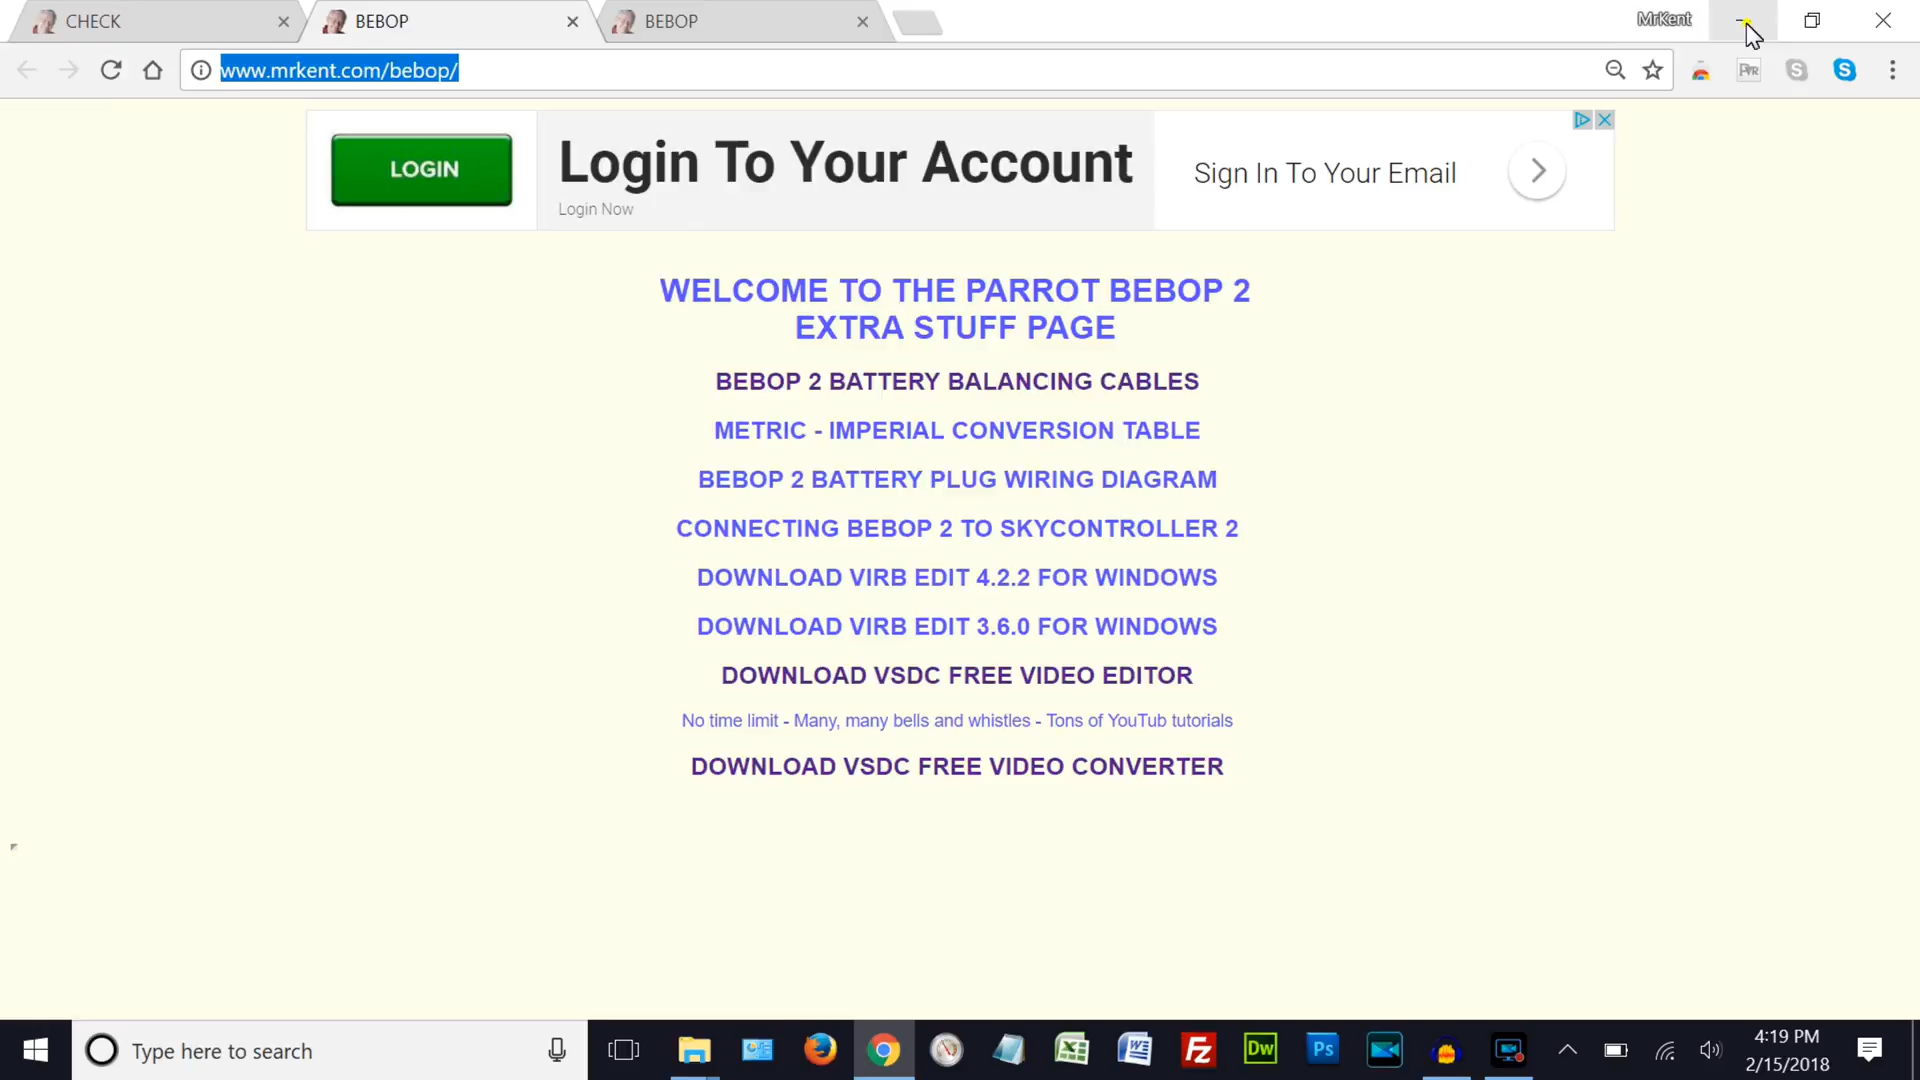 CHECK
BEBOP
BEBOP
MrKent
www.mrkent.com/bebop/
LOGIN
Login To Your Account
Login Now
Sign In To Your Email
WELCOME TO THE PARROT BEBOP 2
EXTRA STUFF PAGE
BEBOP 2 BATTERY BALANCING CABLES
METRIC - IMPERIAL CONVERSION TABLE
BEBOP 2 BATTERY PLUG WIRING DIAGRAM
CONNECTING BEBOP 2 TO SKYCONTROLLER 2
DOWNLOAD VIRB EDIT 4.2.2 FOR WINDOWS
DOWNLOAD VIRB EDIT 3.6.0 FOR WINDOWS
DOWNLOAD VSDC FREE VIDEO EDITOR
No time limit - Many, many bells and whistles - Tons of YouTub tutorials
DOWNLOAD VSDC FREE VIDEO CONVERTER
Type here to search
Dw
Ps
4:19 PM
2/15/2018